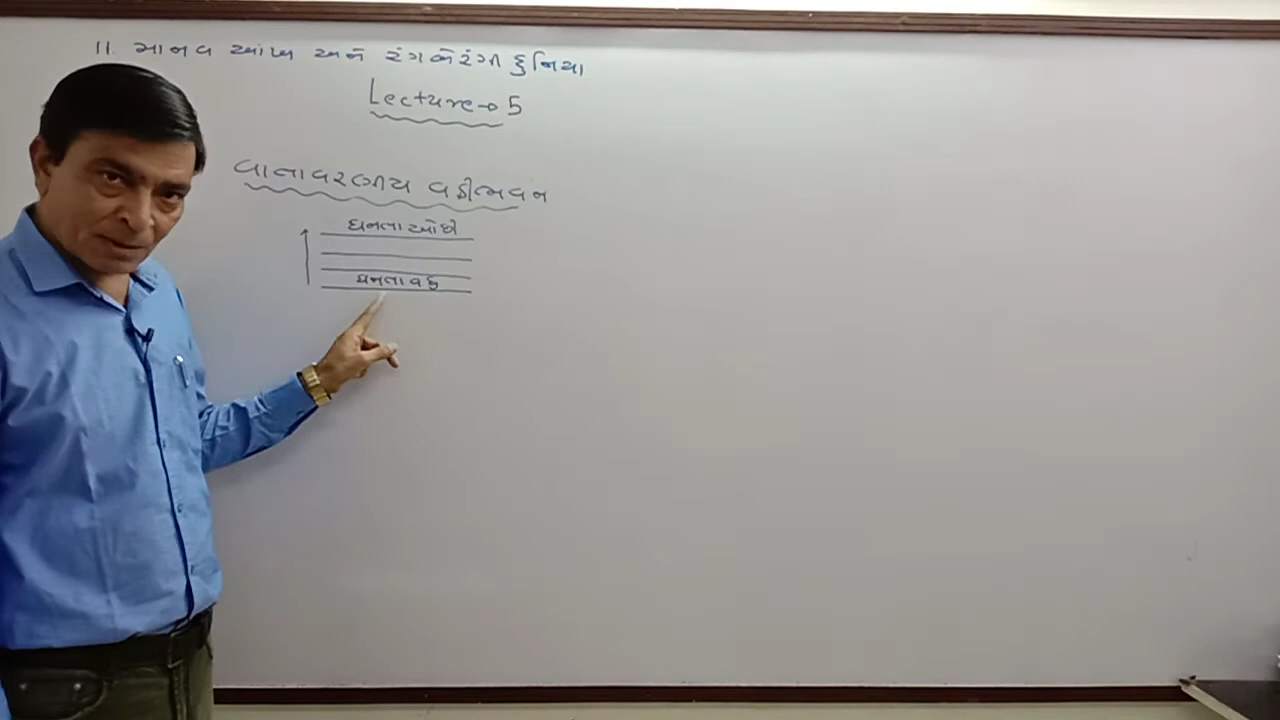 11. માનવ આંખ અને રંગબેરંગી દુનિયા
Lecture → 5
વાતાવરણીય વક્રીભવન
ઘનતા ઓછી
ઘનતા વધુ